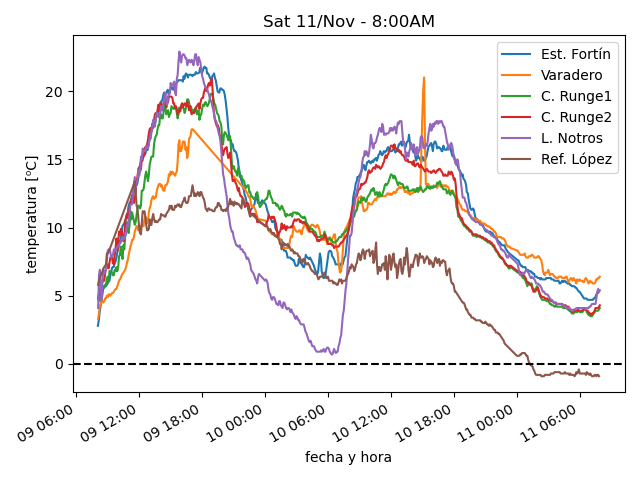 Sat 11/Nov - 8:00AM
temperatura [ºC]
20
15
10
5
0
Est. Fortín
Varadero
C. Runge1
C. Runge2
L. Notros
Ref. López
09 06:00
09 12:00
09 18:00
10 00:00
10 06:00
10 12:00
10 18:00
11 00:00
11 06:00
fecha y hora